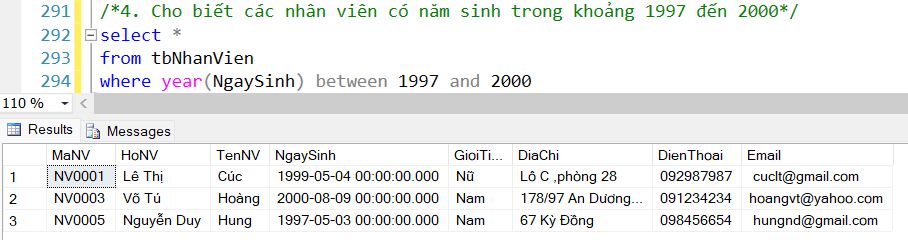 291 /*4. Cho biết các nhân viên có năm sinh trong khoảng 1997 đến 2000*/
292 select *
293 from tbNhanVien
294 where year(NgaySinh) between 1997 and 2000
110 %
Results Messages
MaNV HoNV TenNV NgaySinh GioiTi... DiaChi DienThoai Email
1 NV0001 Lê Thị Cúc 1999-05-04 00:00:00.000 Nữ Lô C ,phòng 28 092987987 cuclt@gmail.com
2 NV0003 Võ Tú Hoàng 2000-08-09 00:00:00.000 Nam 178/97 An Dương... 091234234 hoangvt@yahoo.com
3 NV0005 Nguyễn Duy Hung 1997-05-03 00:00:00.000 Nam 67 Kỳ Đồng 098456654 hungnd@gmail.com